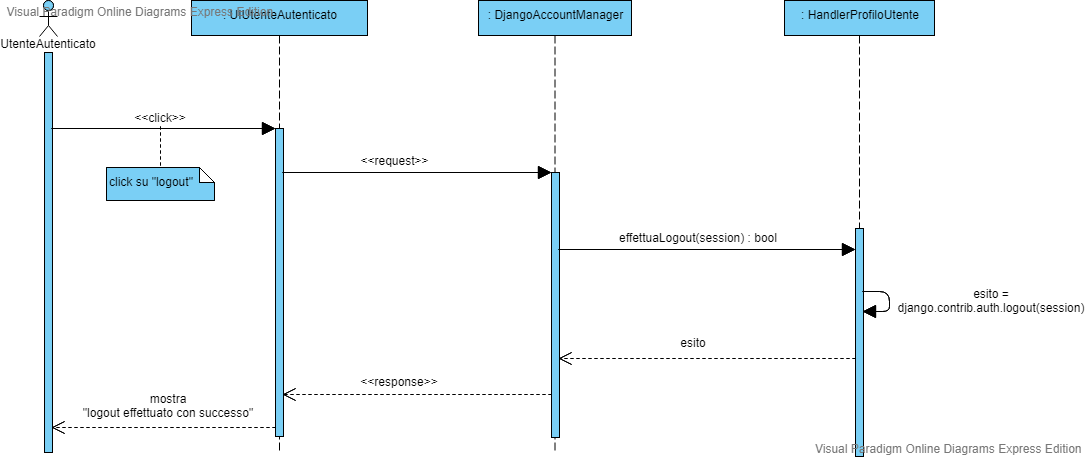 Visual Paradigm Online Diagrams Express Edition
: UIUtenteAutenticato
: DjangoAccountManager
: HandlerProfiloUtente
UtenteAutenticato
<<click>>
click su "logout"
<<request>>
effettuaLogout(session) : bool
esito =
django.contrib.auth.logout(session)
esito
<<response>>
mostra
"logout effettuato con successo"
Visual Paradigm Online Diagrams Express Edition